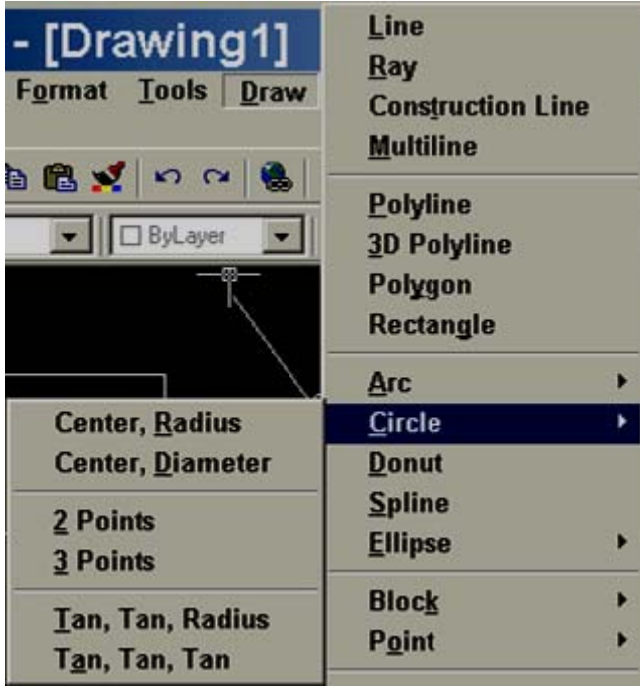 - [Drawing1]
Format Tools Draw
ByLayer
Line
Ray
Construction Line
Multiline
Polyline
3D Polyline
Polygon
Rectangle
Arc
Circle
Donut
Spline
Ellipse
Block
Point
Center, Radius
Center, Diameter
2 Points
3 Points
Tan, Tan, Radius
Tan, Tan, Tan